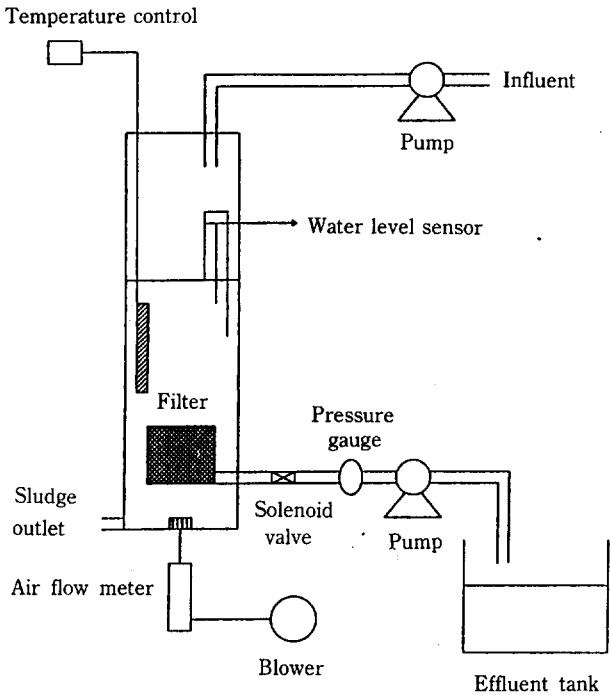 Temperature control
Influent
Pump
Water level sensor
Filter
Pressure
gauge
Sludge
outlet
Solenoid
valve
Pump
Air flow meter
Blower
Effluent tank